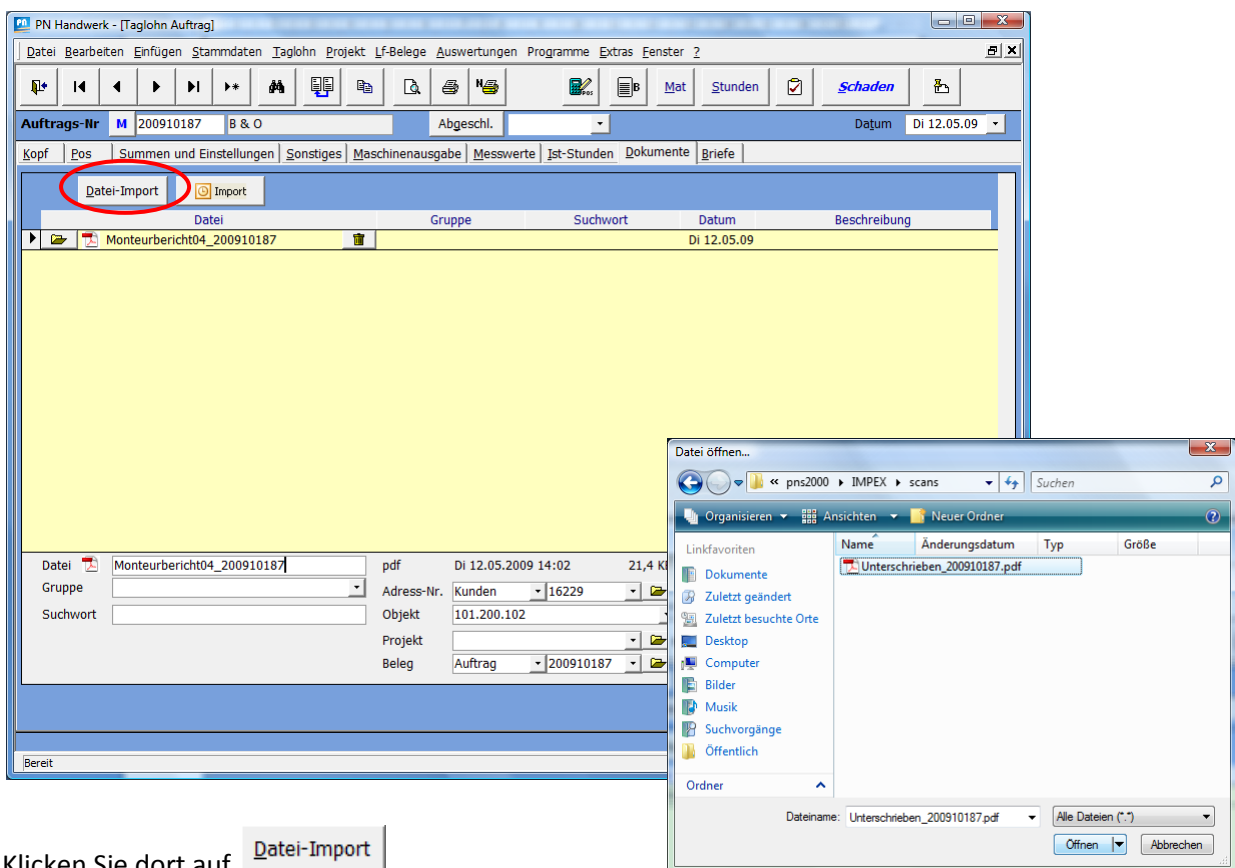 PN Handwerk - [Taglohn Auftrag]
Datei Bearbeiten Einfügen Stammdaten Taglohn Projekt Lf-Belege Auswertungen Programme Extras Fenster ?
Mat Stunden Schaden
Auftrags-Nr M 200910187 B & O Abgeschl. Datum Di 12.05.09
Kopf Pos Summen und Einstellungen Sonstiges Maschinenausgabe Messwerte Ist-Stunden Dokumente Briefe
Datei-Import Import
Datei Gruppe Suchwort Datum Beschreibung
Monteurbericht04_200910187 Di 12.05.09
Datei Monteurbericht04_200910187 pdf Di 12.05.2009 14:02 21,4
Gruppe Adress-Nr. Kunden 16229
Suchwort Objekt 101.200.102
Projekt
Beleg Auftrag 200910187
Bereit
Datei öffnen...
« pns2000 IMPEX scans Suchen
Organisieren Ansichten Neuer Ordner
Linkfavoriten
Dokumente
Zuletzt geändert
Zuletzt besuchte Orte
Desktop
Computer
Bilder
Musik
Suchvorgänge
Öffentlich
Ordner
Name Änderungsdatum Typ Größe
Unterschrieben_200910187.pdf
Dateiname: Unterschrieben_200910187.pdf Alle Dateien (*.*)
Öffnen Abbrechen
Klicken Sie dort auf Datei-Import